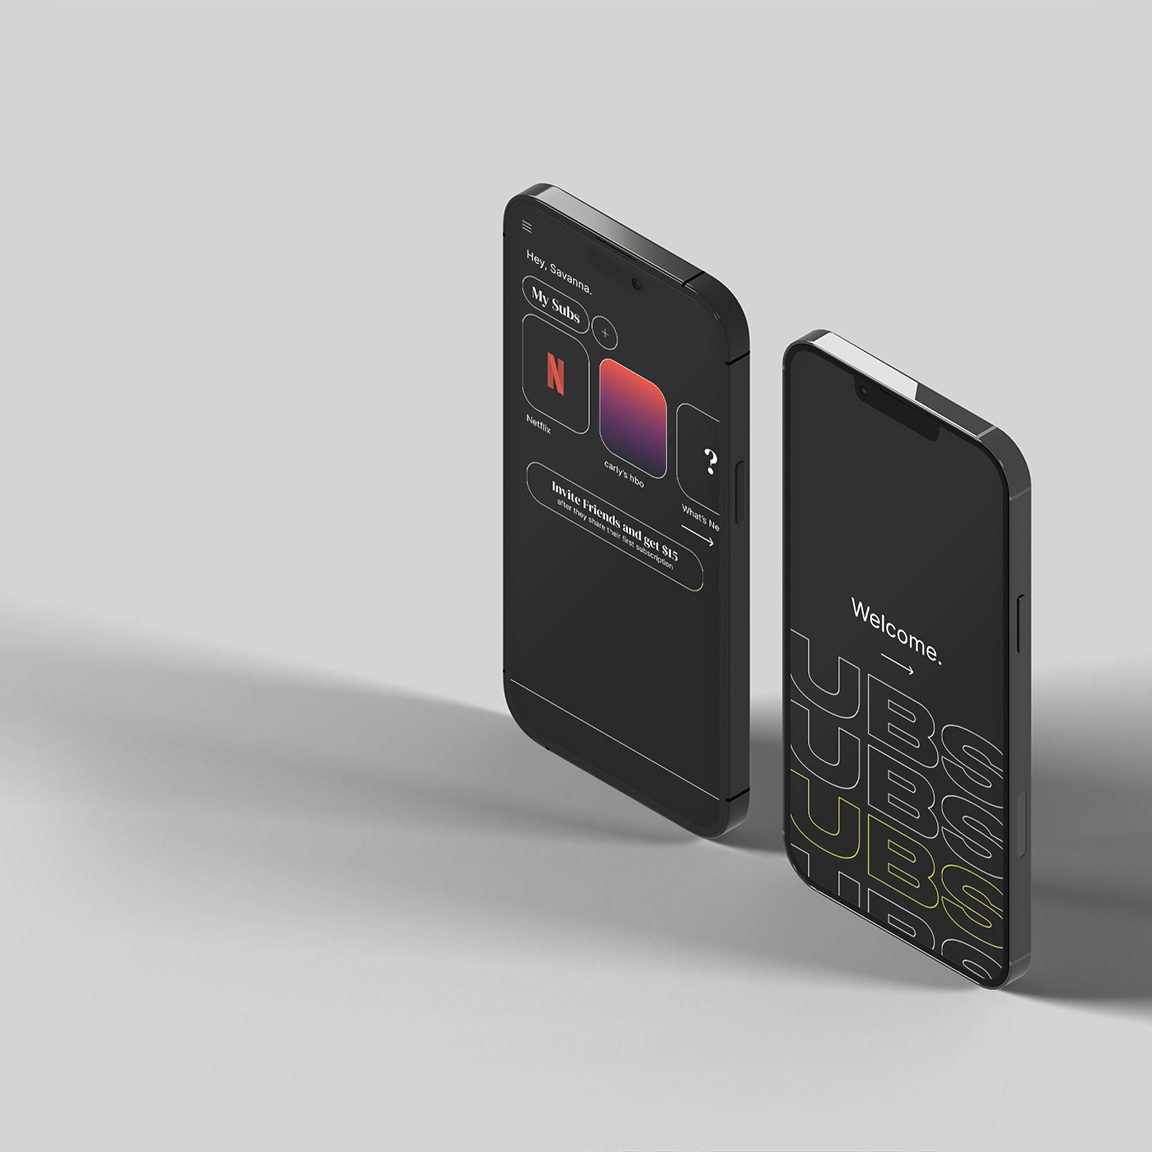 Hey, Savanna.
My Subs
+
N
Netflix
carly's hbo
?
What's Ne
Invite Friends and get $15
after they share their first subscription
Welcome.
UBS
UBS
UBS
UBS